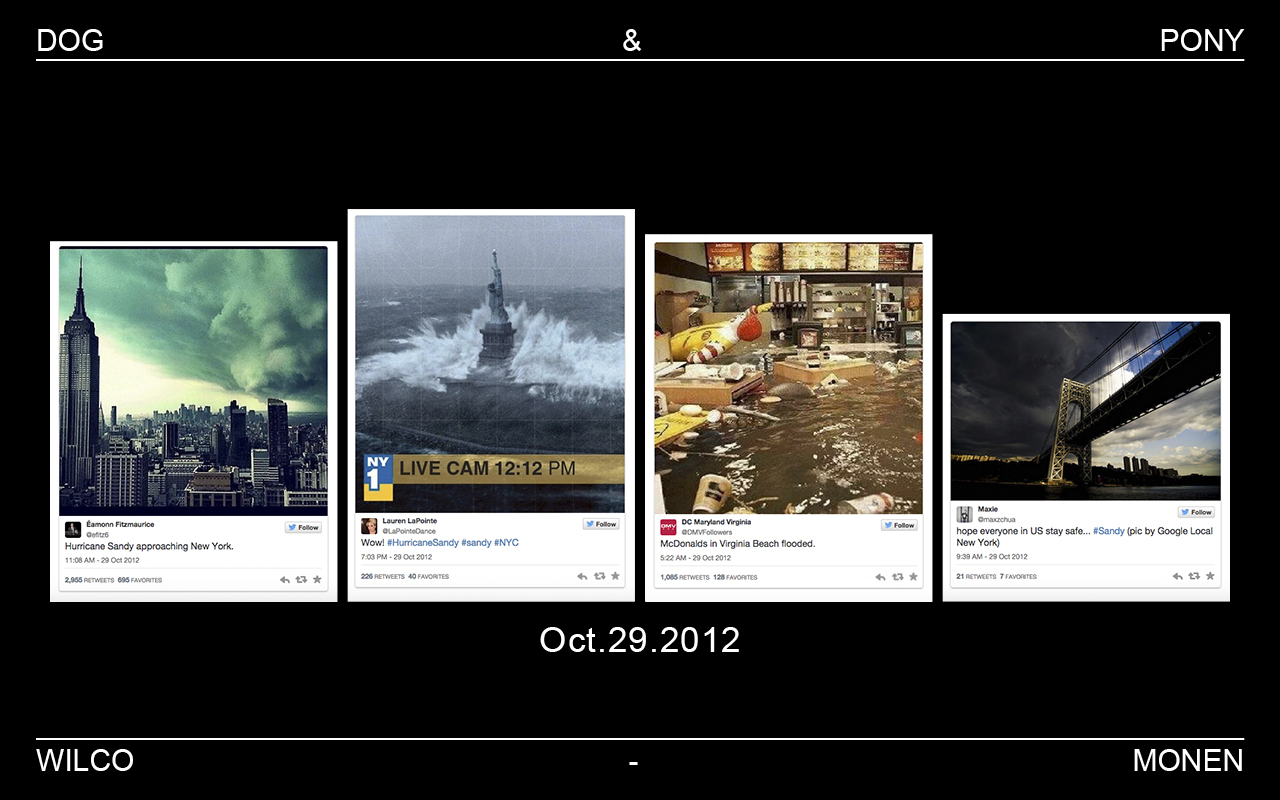 DOG & PONY
Éamonn Fitzmaurice
@efitz6
Follow
Hurricane Sandy approaching New York.
11:08 AM - 29 Oct 2012
2,955 RETWEETS 695 FAVORITES
NY
1
LIVE CAM 12:12 PM
Lauren LaPointe
@LaPointeDance
Follow
Wow! #HurricaneSandy #sandy #NYC
7:03 PM - 29 Oct 2012
226 RETWEETS 40 FAVORITES
DMV
DC Maryland Virginia
@DMVFollowers
Follow
McDonalds in Virginia Beach flooded.
5:22 AM - 29 Oct 2012
1,085 RETWEETS 128 FAVORITES
Maxie
@maxzchua
Follow
hope everyone in US stay safe... #Sandy (pic by Google Local
New York)
9:39 AM - 29 Oct 2012
21 RETWEETS 7 FAVORITES
Oct.29.2012
WILCO - MONEN